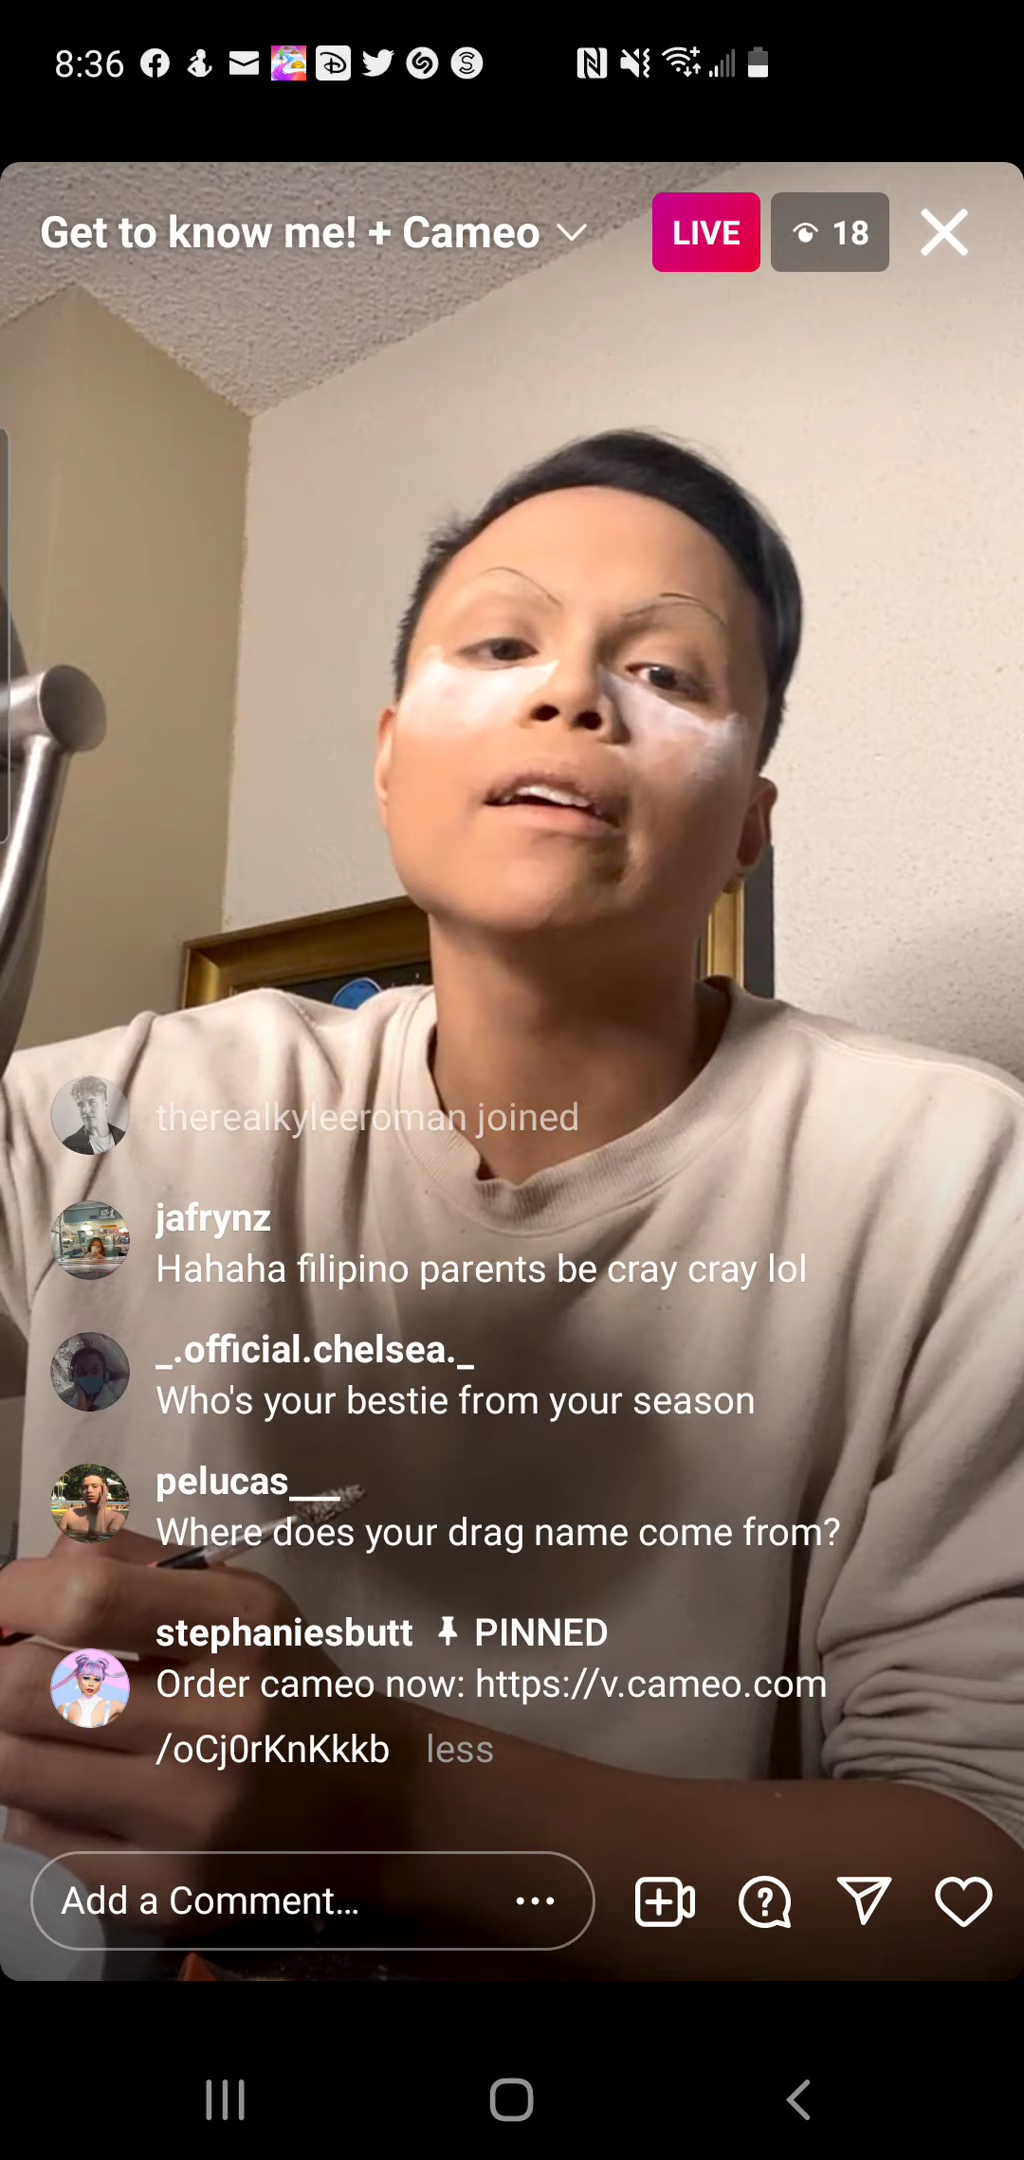 8:36
Get to know me! + Cameo
LIVE
18
therealkyleeroman joined
jafrynz
Hahaha filipino parents be cray cray lol
_.official.chelsea._
Who's your bestie from your season
pelucas___
Where does your drag name come from?
stephaniesbutt PINNED
Order cameo now: https://v.cameo.com
/oCj0rKnKkkb less
Add a Comment...